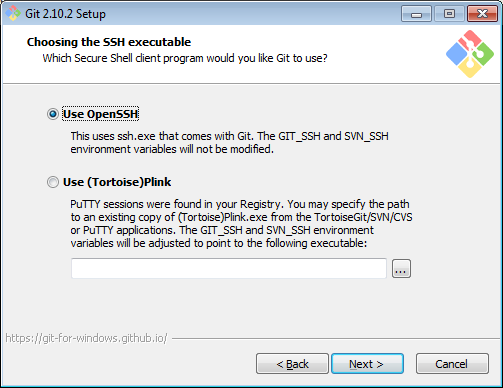 Git 2.10.2 Setup
Choosing the SSH executable
Which Secure Shell client program would you like Git to use?
Use OpenSSH
This uses ssh.exe that comes with Git. The GIT_SSH and SVN_SSH
environment variables will not be modified.
Use (Tortoise)Plink
PuTTY sessions were found in your Registry. You may specify the path
to an existing copy of (Tortoise)Plink.exe from the TortoiseGit/SVN/CVS
or PuTTY applications. The GIT_SSH and SVN_SSH environment
variables will be adjusted to point to the following executable:
...
https://git-for-windows.github.io/
< Back Next > Cancel